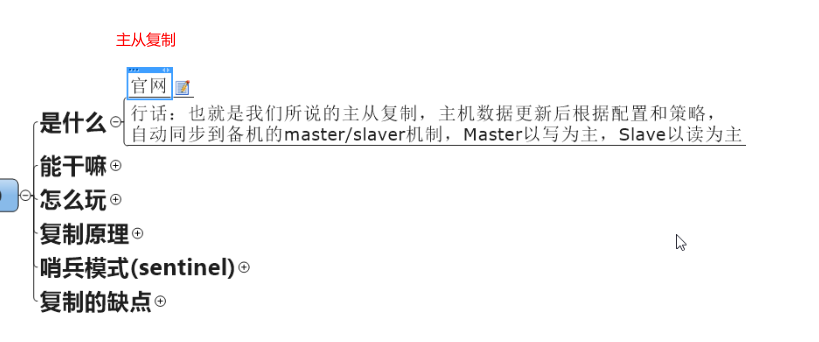 主从复制
官网
行话：也就是我们所说的主从复制，主机数据更新后根据配置和策略，
自动同步到备机的master/slaver机制，Master以写为主，Slave以读为主
是什么
能干嘛
怎么玩
复制原理
哨兵模式(sentinel)
复制的缺点